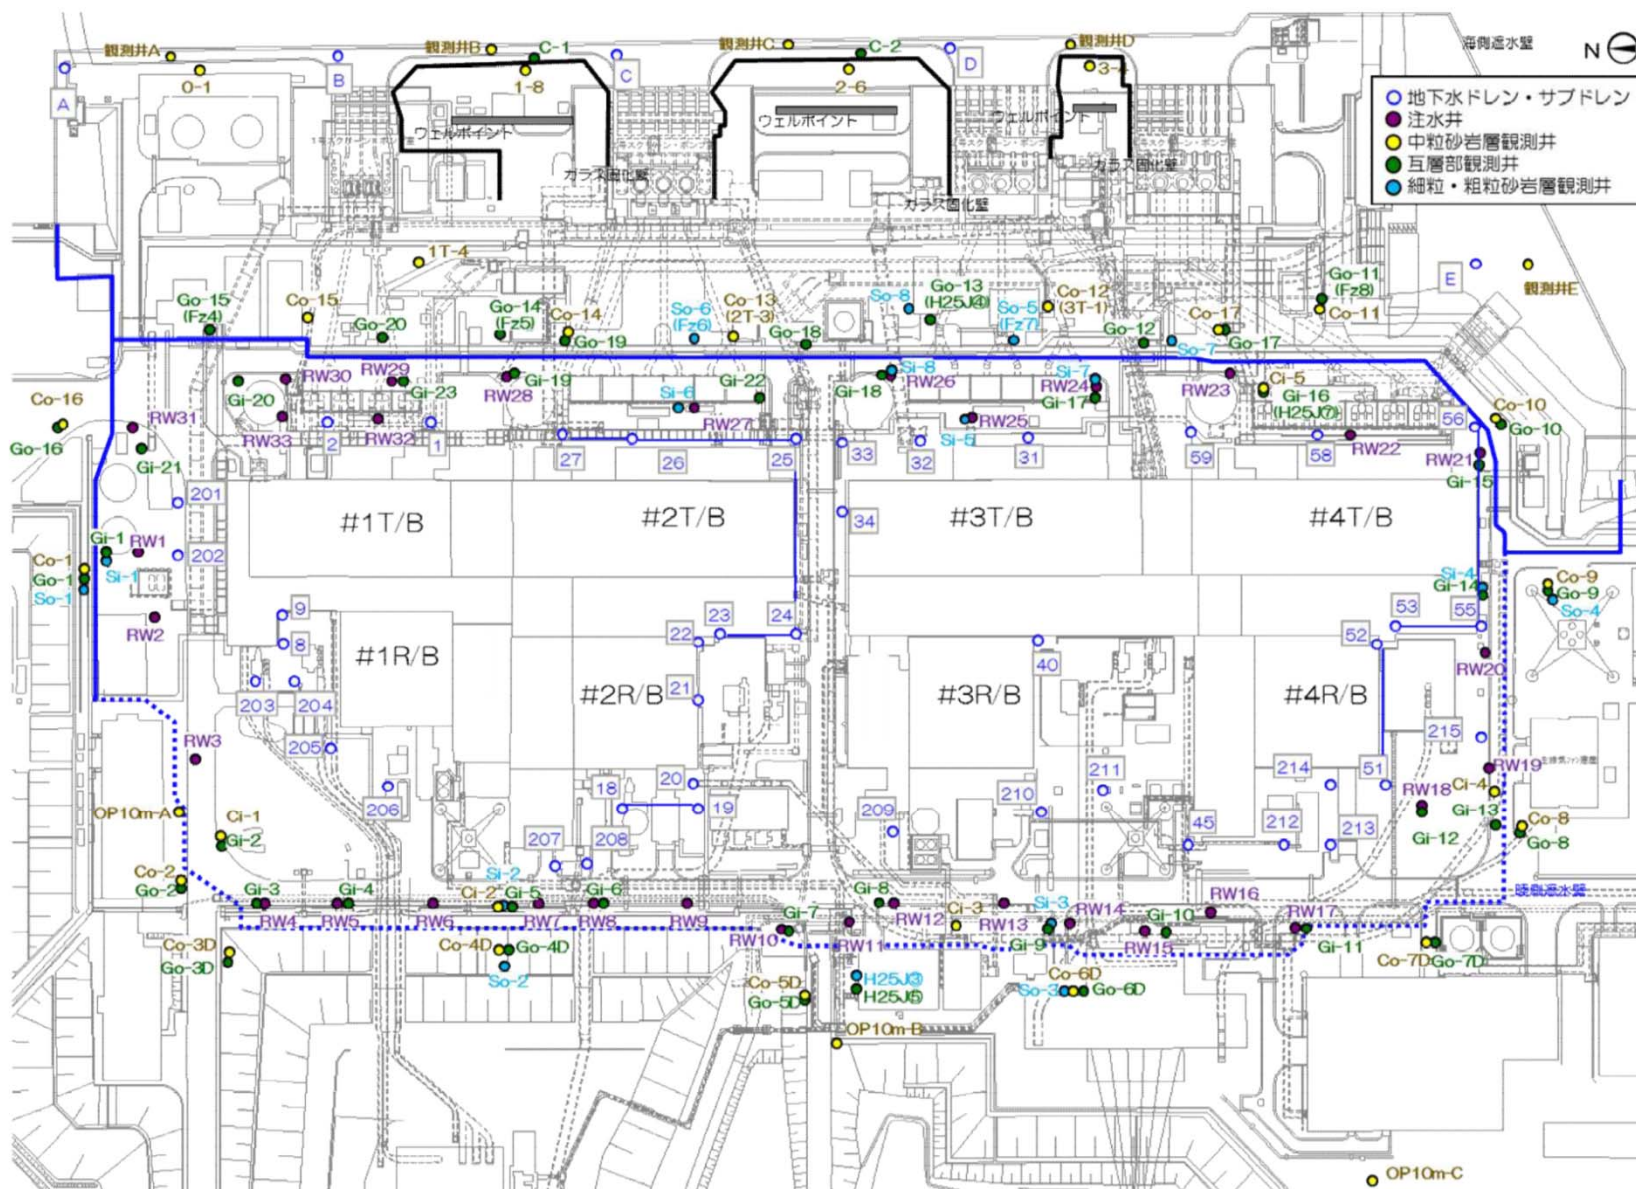 観測井A
観測井B
C-1
観測井C
C-2
観測井D
海側遮水壁
N
A
0-1
B
1-8
C
2-6
D
3-4
地下水ドレン・サブドレン
注水井
中粒砂岩層観測井
互層部観測井
細粒・粗粒砂岩層観測井
ウェルポイント
ウェルポイント
ウェルポイント
ガラス固化壁
ガラス固化壁
ガラス固化壁
1T-4
E
観測井E
Go-15
(Fz4)
Co-15
Go-20
Go-14
(Fz5)
Co-14
Go-19
So-6
(Fz6)
Co-13
(2T-3)
Go-18
So-8
Go-13
(H25J④)
So-5
(Fz7)
Co-12
(3T-1)
Go-12
So-7
Co-17
Go-17
Go-11
(Fz8)
Co-11
Co-16
Go-16
RW31
Gi-21
Gi-20
RW30
RW33
RW29
Gi-23
RW32
RW28
Gi-19
Si-6
RW27
Gi-22
Gi-18
Si-8
RW26
Si-5
RW25
Si-7
RW24
Gi-17
RW23
Ci-5
Gi-16
(H25J⑦)
RW22
56
Co-10
Go-10
RW21
Gi-15
2
1
27
26
25
33
32
31
59
58
201
202
34
#1T/B
#2T/B
#3T/B
#4T/B
Gi-1
RW1
Si-1
Co-1
Go-1
So-1
RW2
Si-4
Gi-14
Co-9
Go-9
So-4
9
8
23
24
22
53
55
52
40
RW20
#1R/B
#2R/B
#3R/B
#4R/B
21
203
204
205
206
215
RW3
20
18
19
211
210
209
214
51
RW19
RW18
Ci-4
Gi-13
Gi-12
OP10m-A
Ci-1
Gi-2
207
208
45
212
213
Co-8
Go-8
Co-2
Go-2
Gi-3
RW4
Gi-4
RW5
RW6
Si-2
Ci-2
Gi-5
RW7
Gi-6
RW8
RW9
Gi-7
RW10
Gi-8
RW11
RW12
Ci-3
RW13
Si-3
Gi-9
RW14
Gi-10
RW15
RW16
RW17
Gi-11
陸側遮水壁
Co-3D
Go-3D
Co-4D
Go-4D
So-2
Co-5D
Go-5D
H25J③
H25J⑤
Co-6D
So-3
Go-6D
Co-7D
Go-7D
OP10m-B
OP10m-C